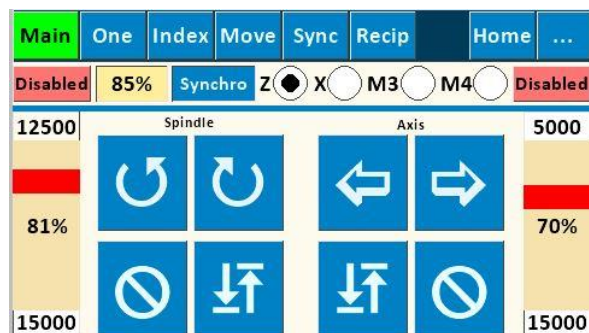 Main One Index Move Sync Recip Home ...
Disabled 85% Synchro Z X M3 M4 Disabled
12500 Spindle Axis 5000
81% 70%
15000 15000